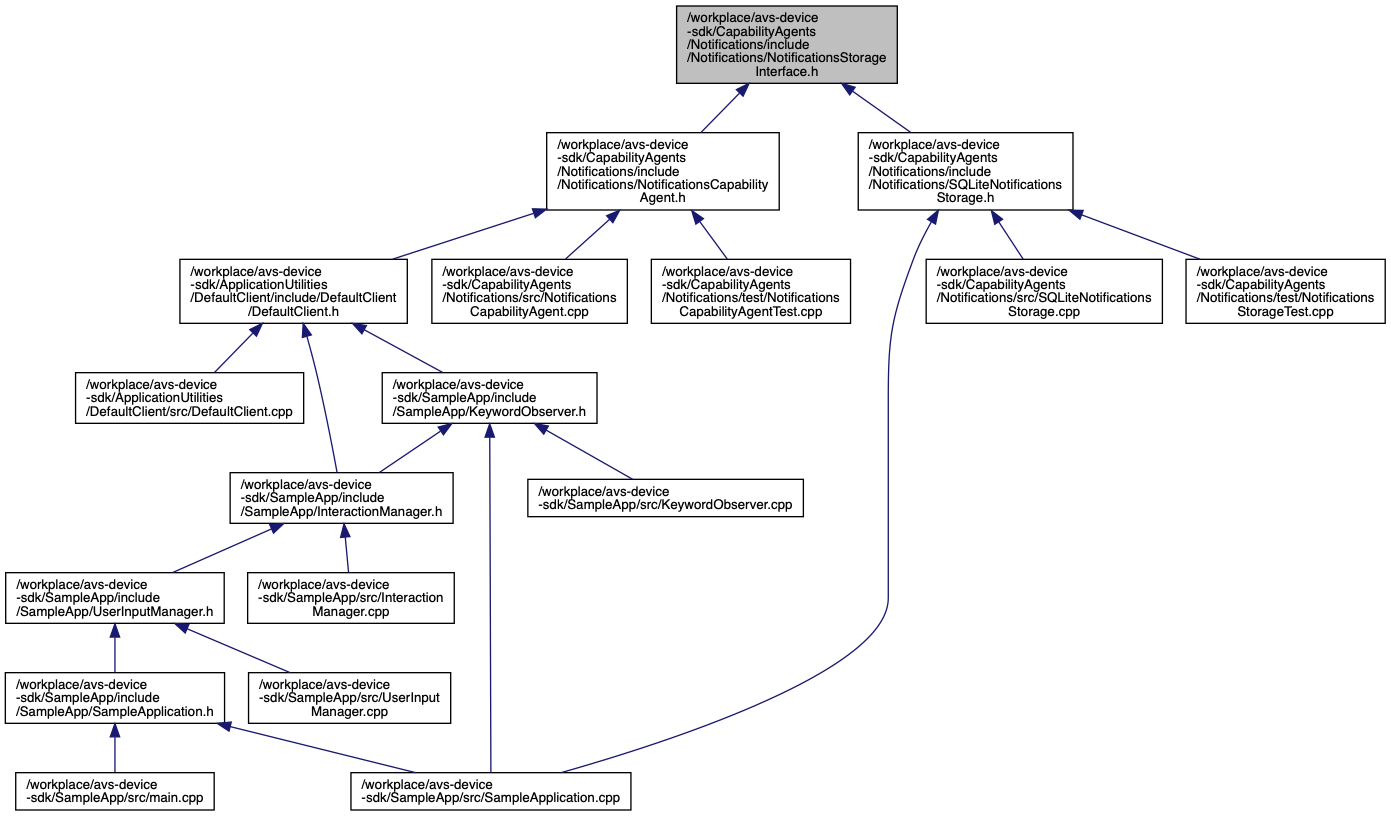 /workplace/avs-device
-sdk/CapabilityAgents
/Notifications/include
/Notifications/NotificationsStorage
Interface.h
/workplace/avs-device
-sdk/CapabilityAgents
/Notifications/include
/Notifications/NotificationsCapability
Agent.h
/workplace/avs-device
-sdk/CapabilityAgents
/Notifications/include
/Notifications/SQLiteNotifications
Storage.h
/workplace/avs-device
-sdk/ApplicationUtilities
/DefaultClient/include/DefaultClient
/DefaultClient.h
/workplace/avs-device
-sdk/CapabilityAgents
/Notifications/src/Notifications
CapabilityAgent.cpp
/workplace/avs-device
-sdk/CapabilityAgents
/Notifications/test/Notifications
CapabilityAgentTest.cpp
/workplace/avs-device
-sdk/CapabilityAgents
/Notifications/src/SQLiteNotifications
Storage.cpp
/workplace/avs-device
-sdk/CapabilityAgents
/Notifications/test/Notifications
StorageTest.cpp
/workplace/avs-device
-sdk/ApplicationUtilities
/DefaultClient/src/DefaultClient.cpp
/workplace/avs-device
-sdk/SampleApp/include
/SampleApp/KeywordObserver.h
/workplace/avs-device
-sdk/SampleApp/include
/SampleApp/InteractionManager.h
/workplace/avs-device
-sdk/SampleApp/src/KeywordObserver.cpp
/workplace/avs-device
-sdk/SampleApp/include
/SampleApp/UserInputManager.h
/workplace/avs-device
-sdk/SampleApp/src/Interaction
Manager.cpp
/workplace/avs-device
-sdk/SampleApp/include
/SampleApp/SampleApplication.h
/workplace/avs-device
-sdk/SampleApp/src/UserInput
Manager.cpp
/workplace/avs-device
-sdk/SampleApp/src/main.cpp
/workplace/avs-device
-sdk/SampleApp/src/SampleApplication.cpp